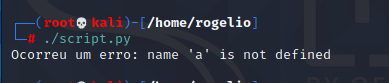 ┌──(root💀kali)-[/home/rogelio]
└─# ./script.py
Ocorreu um erro: name 'a' is not defined